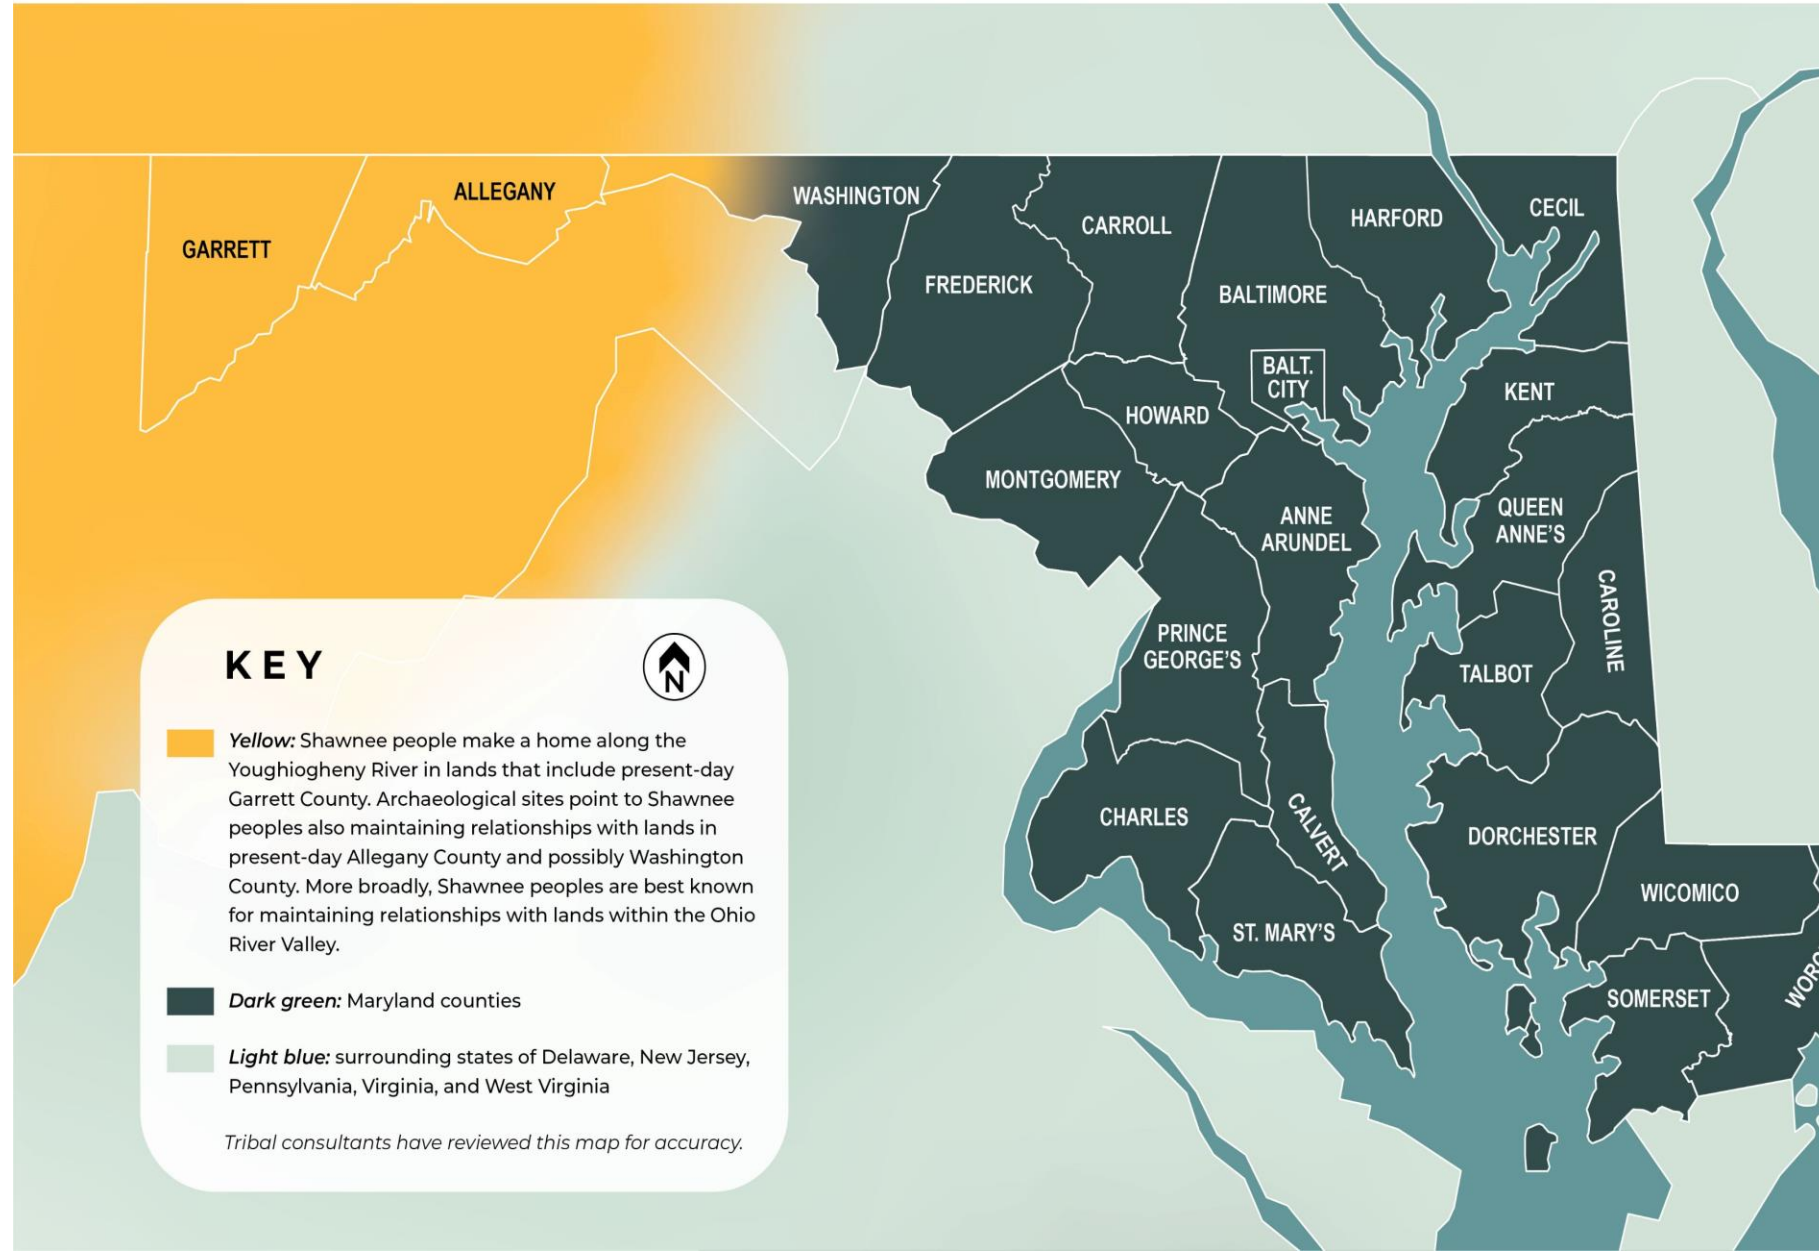 ALLEGANY
GARRETT
WASHINGTON
FREDERICK
CARROLL
BALTIMORE
HARFORD
CECIL
BALT.
CITY
HOWARD
KENT
MONTGOMERY
ANNE
ARUNDEL
QUEEN
ANNE'S
CAROLINE
PRINCE
GEORGE'S
TALBOT
CHARLES
CALVERT
DORCHESTER
ST. MARY'S
WICOMICO
SOMERSET
WORC
KEY
N
Yellow: Shawnee people make a home along the
Youghiogheny River in lands that include present-day
Garrett County. Archaeological sites point to Shawnee
peoples also maintaining relationships with lands in
present-day Allegany County and possibly Washington
County. More broadly, Shawnee peoples are best known
for maintaining relationships with lands within the Ohio
River Valley.
Dark green: Maryland counties
Light blue: surrounding states of Delaware, New Jersey,
Pennsylvania, Virginia, and West Virginia
Tribal consultants have reviewed this map for accuracy.